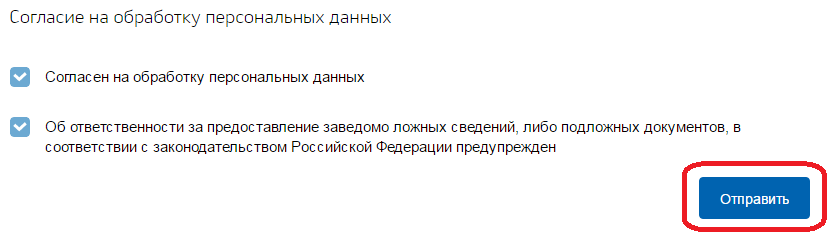 Согласие на обработку персональных данных
Согласен на обработку персональных данных
Об ответственности за предоставление заведомо ложных сведений, либо подложных документов, в
соответствии с законодательством Российской Федерации предупрежден
Отправить